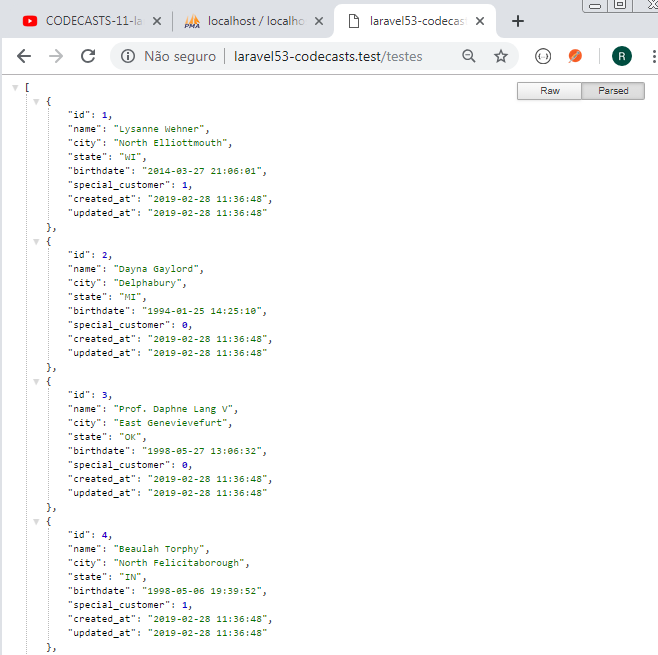 CODECASTS-11-la
PMA localhost / localho
laravel53-codecast
Não seguro
laravel53-codecasts.test/testes
R
Raw Parsed
[
{
"id": 1,
"name": "Lysanne Wehner",
"city": "North Elliottmouth",
"state": "WI",
"birthdate": "2014-03-27 21:06:01",
"special_customer": 1,
"created_at": "2019-02-28 11:36:48",
"updated_at": "2019-02-28 11:36:48"
},
{
"id": 2,
"name": "Dayna Gaylord",
"city": "Delphabury",
"state": "MI",
"birthdate": "1994-01-25 14:25:10",
"special_customer": 0,
"created_at": "2019-02-28 11:36:48",
"updated_at": "2019-02-28 11:36:48"
},
{
"id": 3,
"name": "Prof. Daphne Lang V",
"city": "East Genevievefurt",
"state": "OK",
"birthdate": "1998-05-27 13:06:32",
"special_customer": 0,
"created_at": "2019-02-28 11:36:48",
"updated_at": "2019-02-28 11:36:48"
},
{
"id": 4,
"name": "Beaulah Torphy",
"city": "North Felicitaborough",
"state": "IN",
"birthdate": "1998-05-06 19:39:52",
"special_customer": 1,
"created_at": "2019-02-28 11:36:48",
"updated_at": "2019-02-28 11:36:48"
},